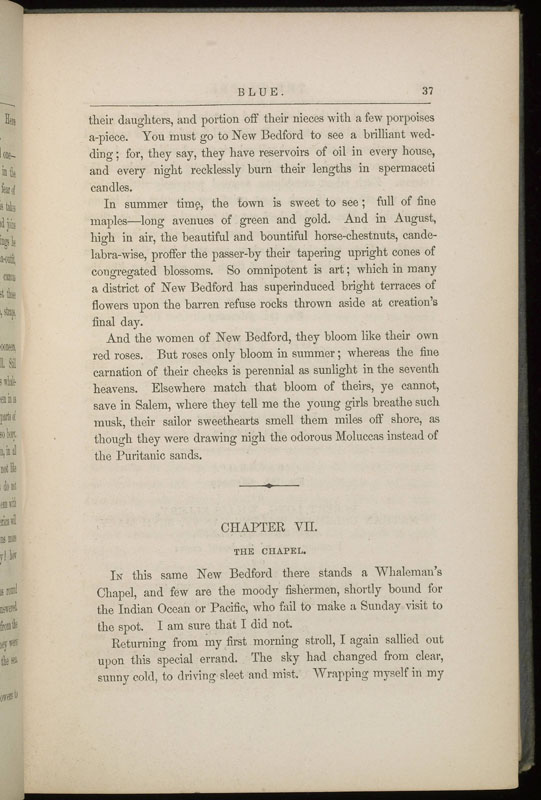 BLUE. 37
their daughters, and portion off their nieces with a few porpoises
a-piece. You must go to New Bedford to see a brilliant wed-
ding; for, they say, they have reservoirs of oil in every house,
and every night recklessly burn their lengths in spermaceti
candles.
In summer time, the town is sweet to see; full of fine
maples—long avenues of green and gold. And in August,
high in air, the beautiful and bountiful horse-chestnuts, cande-
labra-wise, proffer the passer-by their tapering upright cones of
congregated blossoms. So omnipotent is art; which in many
a district of New Bedford has superinduced bright terraces of
flowers upon the barren refuse rocks thrown aside at creation's
final day.
And the women of New Bedford, they bloom like their own
red roses. But roses only bloom in summer; whereas the fine
carnation of their cheeks is perennial as sunlight in the seventh
heavens. Elsewhere match that bloom of theirs, ye cannot,
save in Salem, where they tell me the young girls breathe such
musk, their sailor sweethearts smell them miles off shore, as
though they were drawing nigh the odorous Moluccas instead of
the Puritanic sands.
CHAPTER VII.
THE CHAPEL.
In this same New Bedford there stands a Whaleman's
Chapel, and few are the moody fishermen, shortly bound for
the Indian Ocean or Pacific, who fail to make a Sunday visit to
the spot. I am sure that I did not.
Returning from my first morning stroll, I again sallied out
upon this special errand. The sky had changed from clear,
sunny cold, to driving sleet and mist. Wrapping myself in my